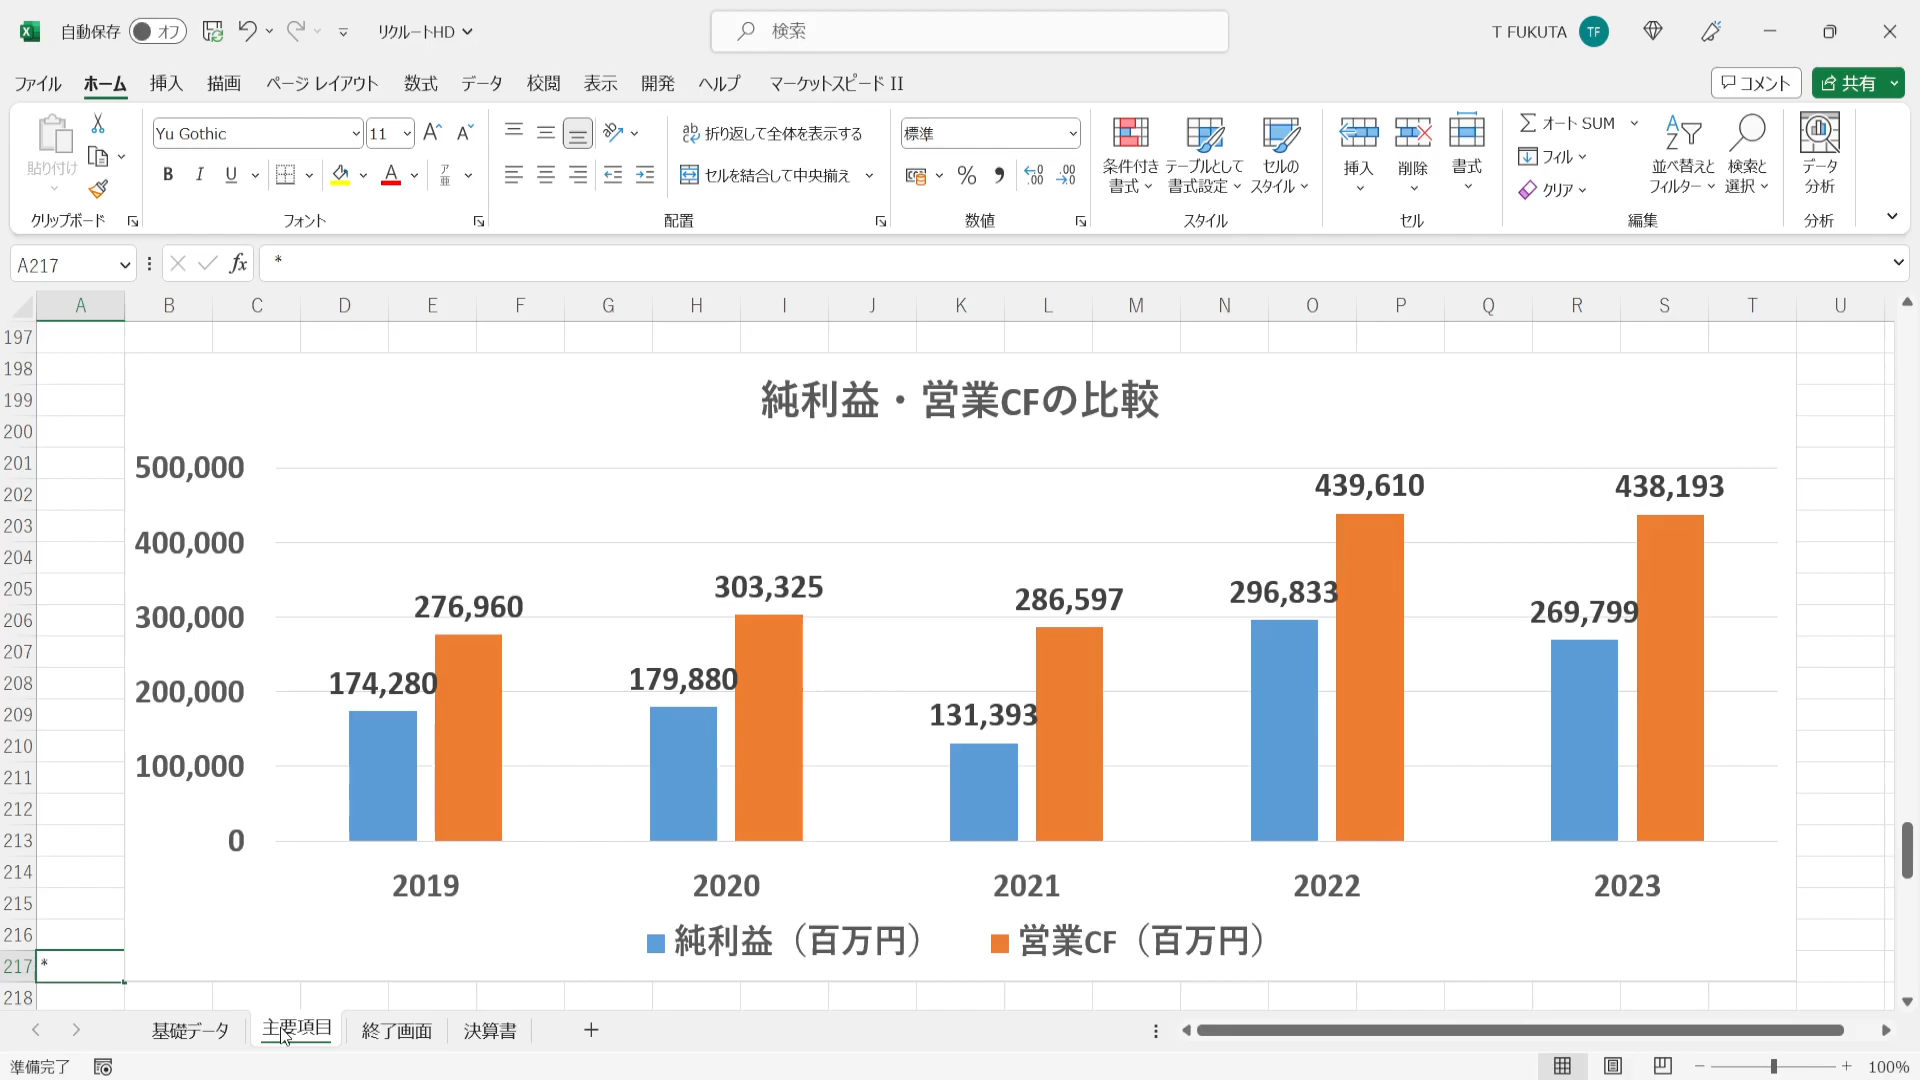 自動保存 オフ リクルートHD 検索 T FUKUTA TF
ファイル ホーム 挿入 描画 ページ レイアウト 数式 データ 校閲 表示 開発 ヘルプ マーケットスピード II コメント 共有
貼り付け Yu Gothic 11 A A ab 折り返して全体を表示する 標準 条件付き書式 テーブルとして書式設定 セルのスタイル 挿入 削除 書式 Σ オート SUM フィル クリア 並べ替えとフィルター 検索と選択 データ分析
B I U A ア亜 セルを結合して中央揃え % 9 .00 .00
クリップボード フォント 配置 数値 スタイル セル 編集 分析
A217 fx *
A B C D E F G H I J K L M N O P Q R S T U
197
198
199
200
201
202
203
204
205
206
207
208
209
210
211
212
213
214
215
216
217 *
218
純利益・営業CFの比較
500,000
400,000
300,000
200,000
100,000
0
174,280 276,960
179,880 303,325
131,393 286,597
296,833 439,610
269,799 438,193
2019 2020 2021 2022 2023
純利益（百万円） 営業CF（百万円）
基礎データ 主要項目 終了画面 決算書 +
準備完了 100%